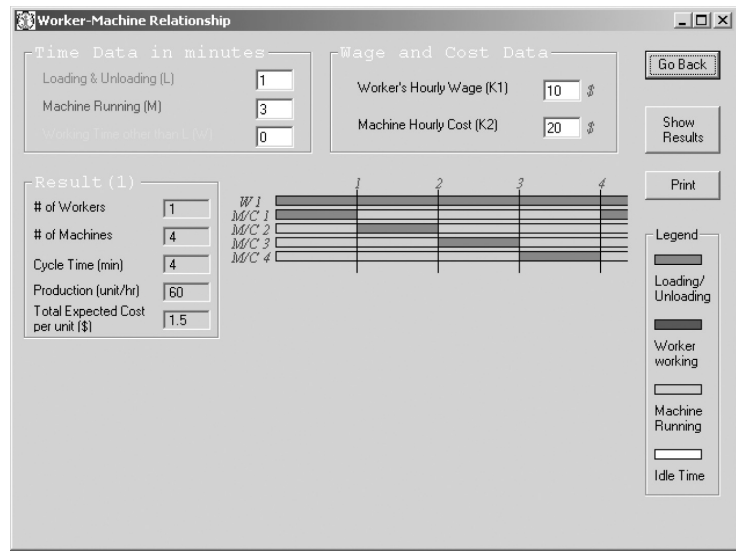 Worker-Machine Relationship
Time Data in minutes
Loading & Unloading (L)
1
Machine Running (M)
3
Working Time other than L (W)
0
Wage and Cost Data
Worker's Hourly Wage (K1)
10
$
Machine Hourly Cost (K2)
20
$
Go Back
Show
Results
Print
Result (1)
# of Workers
1
# of Machines
4
Cycle Time (min)
4
Production (unit/hr)
60
Total Expected Cost
per unit ($)
1.5
1 2 3 4
W 1
M/C 1
M/C 2
M/C 3
M/C 4
Legend
Loading/
Unloading
Worker
working
Machine
Running
Idle Time